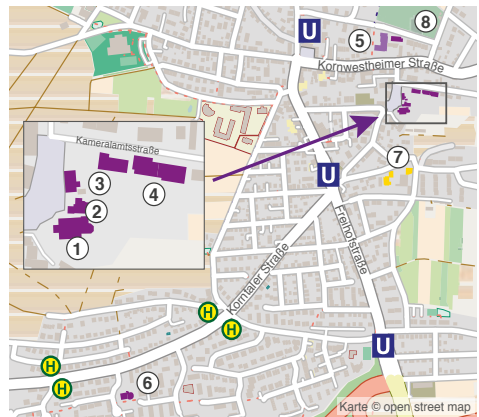 U
8
5
Kornwestheimer Straße
Kameralamtsstraße
3
4
2
1
7
U
Freihofstraße
Korntaler Straße
H
H
U
H
H
6
Karte © open street map